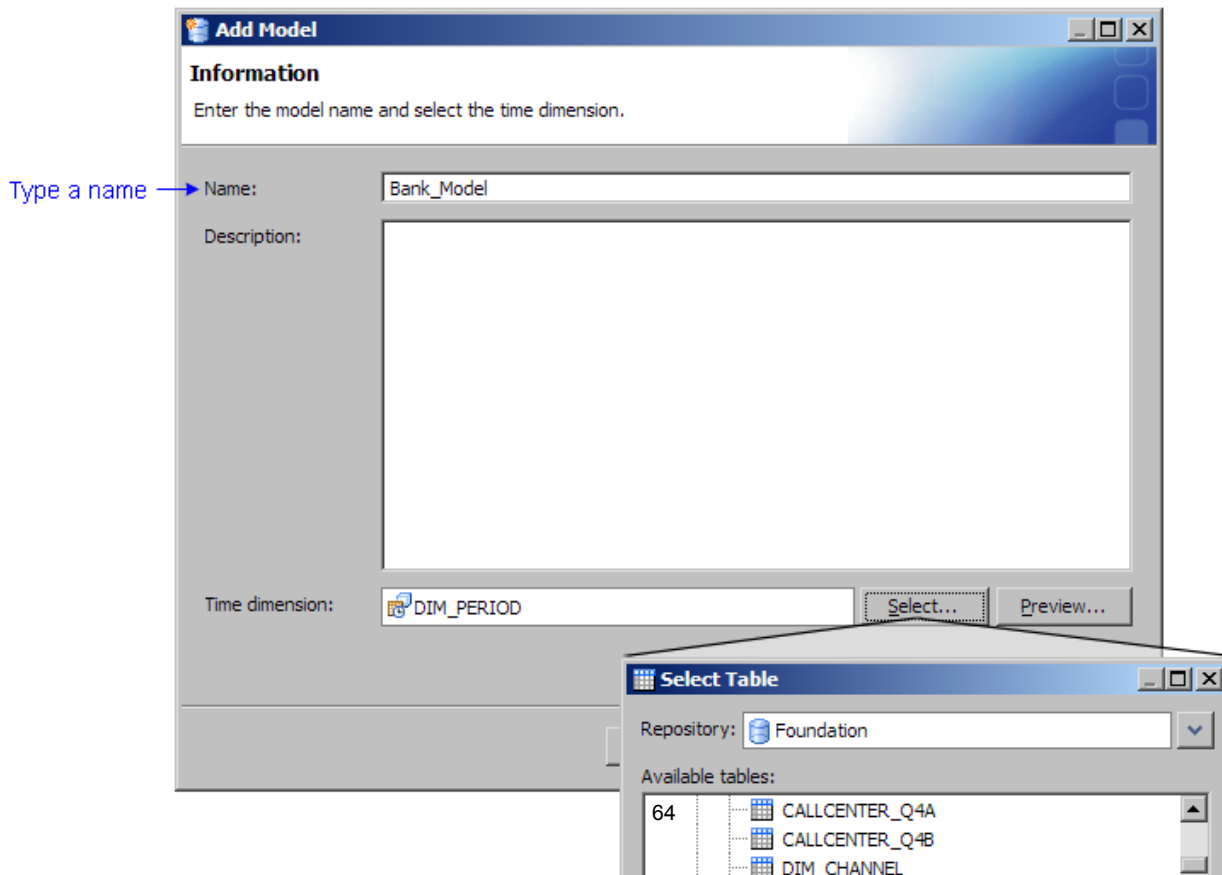 Add Model
Information
Enter the model name and select the time dimension.
Type a name
Name: Bank_Model
Description:
Time dimension: DIM_PERIOD Select... Preview...
Select Table
Repository: Foundation
Available tables:
64 CALLCENTER_Q4A
CALLCENTER_Q4B
DIM_CHANNEL